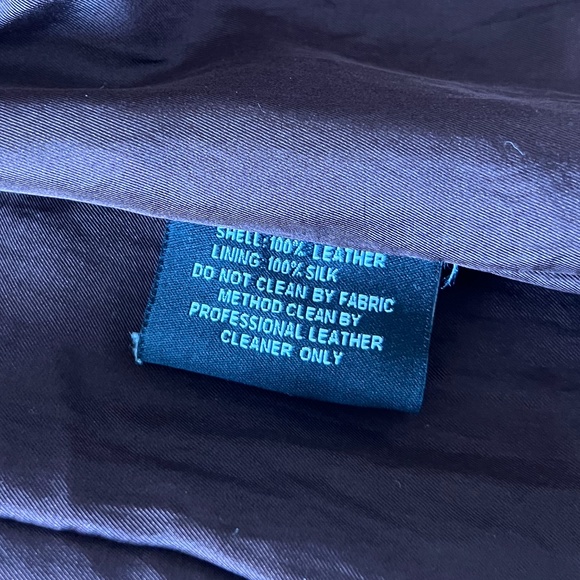 SHELL: 100% LEATHER
LINING: 100% SILK
DO NOT CLEAN BY FABRIC
METHOD CLEAN BY
PROFESSIONAL LEATHER
CLEANER ONLY